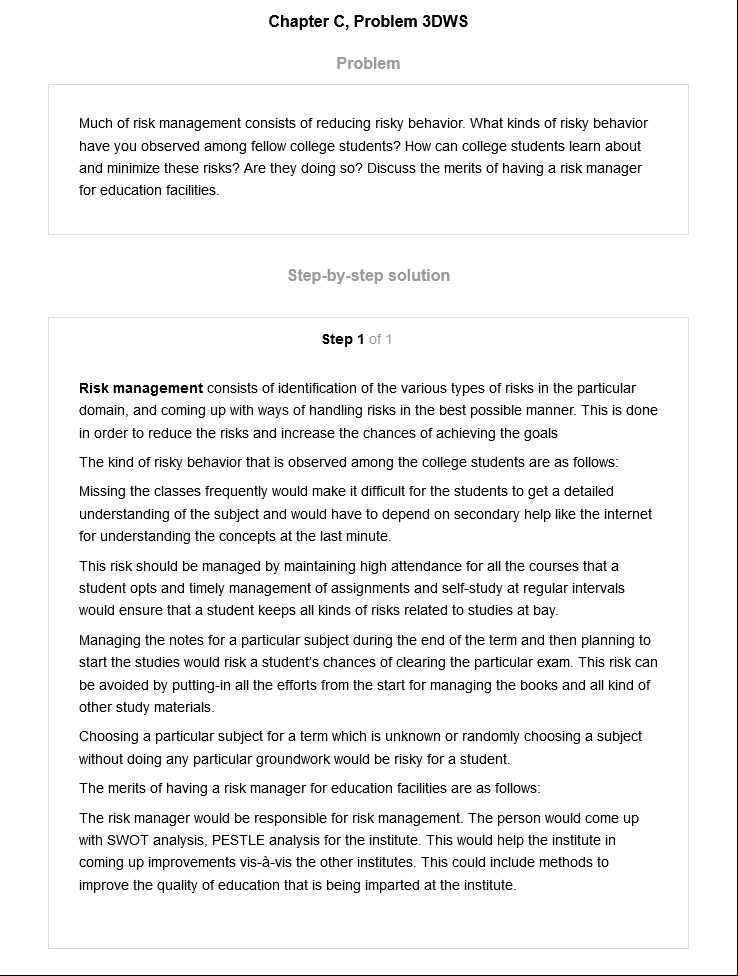 Chapter C, Problem 3DWS
Problem
Much of risk management consists of reducing risky behavior. What kinds of risky behavior
have you observed among fellow college students? How can college students learn about
and minimize these risks? Are they doing so? Discuss the merits of having a risk manager
for education facilities.
Step-by-step solution
Step 1 of 1
Risk management consists of identification of the various types of risks in the particular
domain, and coming up with ways of handling risks in the best possible manner. This is done
in order to reduce the risks and increase the chances of achieving the goals
The kind of risky behavior that is observed among the college students are as follows:
Missing the classes frequently would make it difficult for the students to get a detailed
understanding of the subject and would have to depend on secondary help like the internet
for understanding the concepts at the last minute.
This risk should be managed by maintaining high attendance for all the courses that a
student opts and timely management of assignments and self-study at regular intervals
would ensure that a student keeps all kinds of risks related to studies at bay.
Managing the notes for a particular subject during the end of the term and then planning to
start the studies would risk a student's chances of clearing the particular exam. This risk can
be avoided by putting-in all the efforts from the start for managing the books and all kind of
other study materials.
Choosing a particular subject for a term which is unknown or randomly choosing a subject
without doing any particular groundwork would be risky for a student.
The merits of having a risk manager for education facilities are as follows:
The risk manager would be responsible for risk management. The person would come up
with SWOT analysis, PESTLE analysis for the institute. This would help the institute in
coming up improvements vis-à-vis the other institutes. This could include methods to
improve the quality of education that is being imparted at the institute.